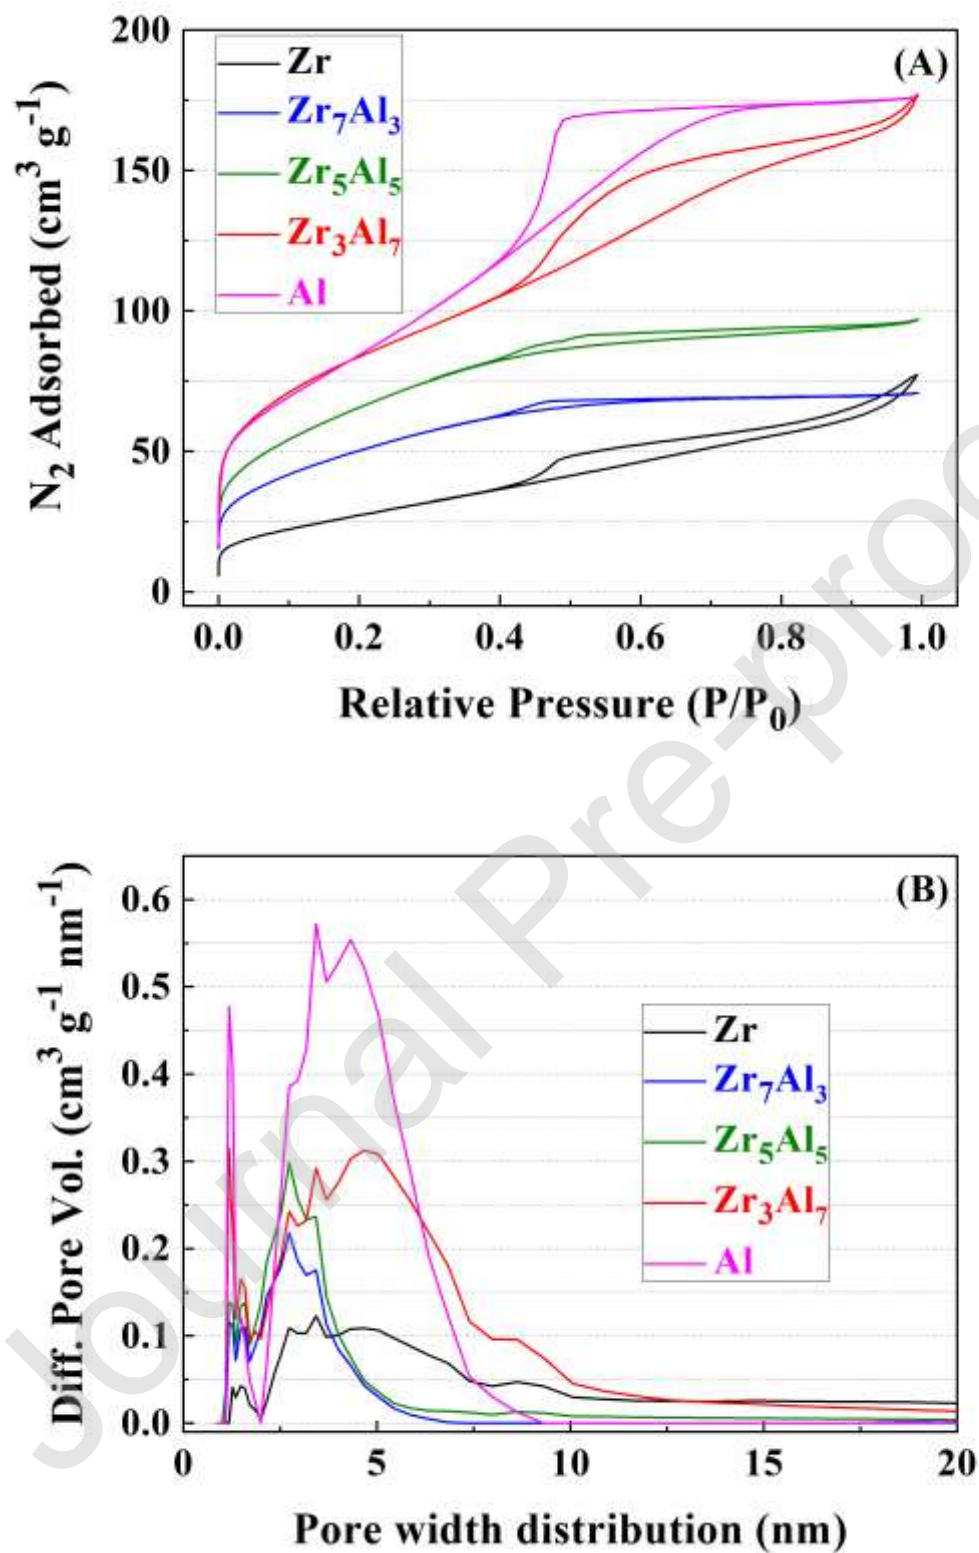 (A)
200
150
100
50
0
N₂ Adsorbed (cm³ g⁻¹)
Zr
Zr₇Al₃
Zr₅Al₅
Zr₃Al₇
Al
0.0 0.2 0.4 0.6 0.8 1.0
Relative Pressure (P/P₀)
(B)
0.6
0.5
0.4
0.3
0.2
0.1
0.0
Diff. Pore Vol. (cm³ g⁻¹ nm⁻¹)
Zr
Zr₇Al₃
Zr₅Al₅
Zr₃Al₇
Al
0 5 10 15 20
Pore width distribution (nm)
Journal Pre-proo